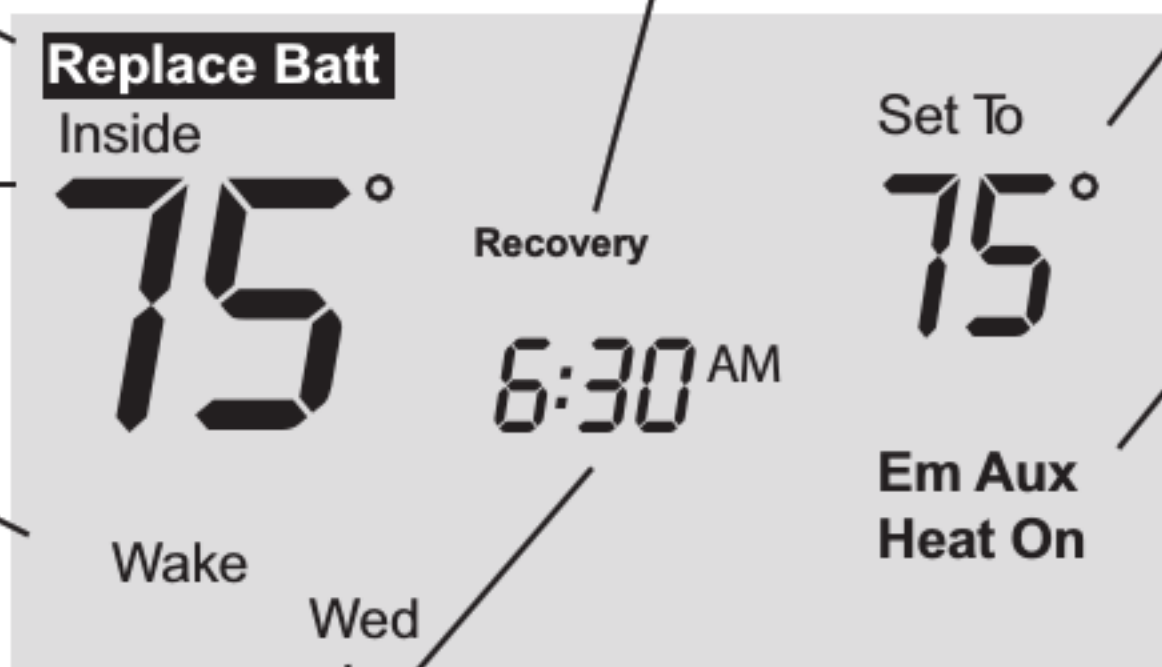 Replace Batt
Inside
75°
Recovery
6:30 AM
Set To
75°
Em Aux
Heat On
Wake
Wed